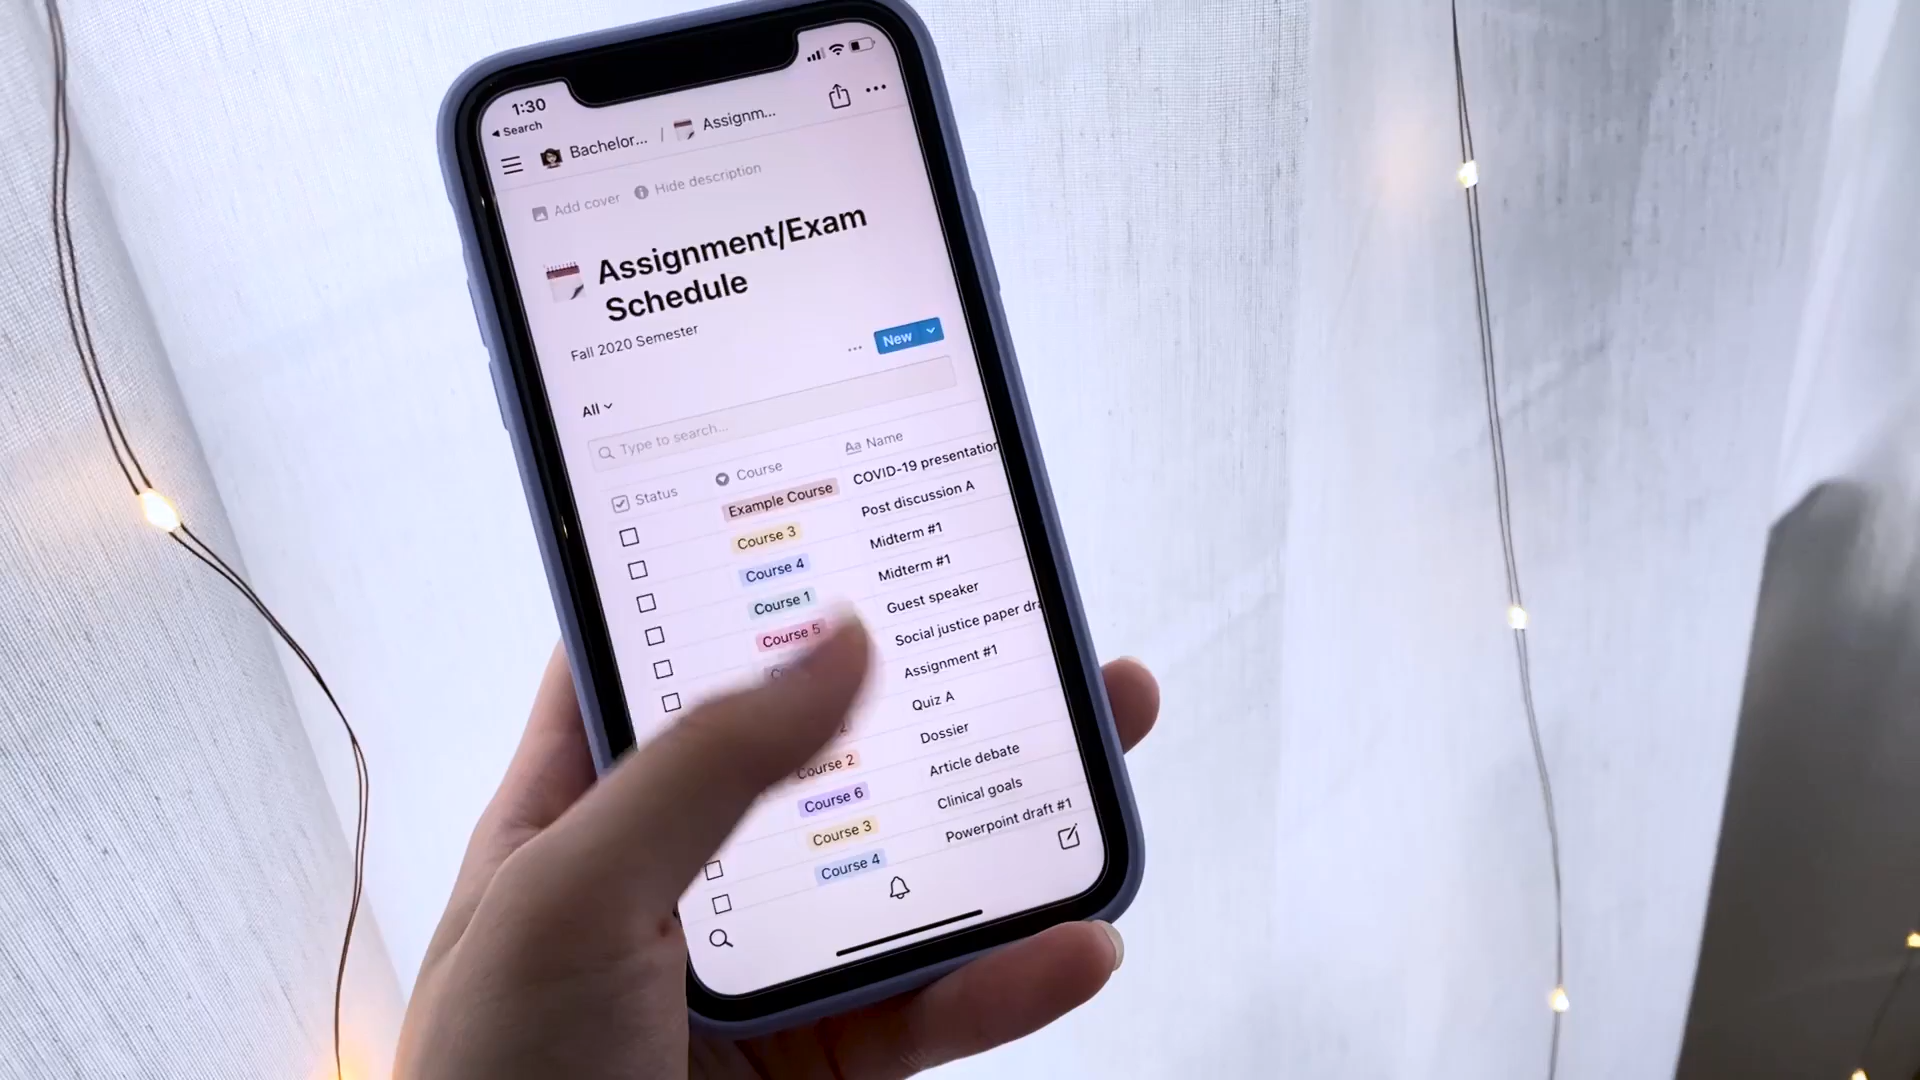 1:30
Search
Bachelor... / Assignm...
Add cover Hide description
Assignment/Exam
Schedule
Fall 2020 Semester
New
All
Type to search...
Status Course Aa Name
Example Course COVID-19 presentation
Course 3 Post discussion A
Course 4 Midterm #1
Course 1 Midterm #1
Course 5 Guest speaker
Social justice paper dra
Assignment #1
Quiz A
Course 2 Dossier
Course 6 Article debate
Course 3 Clinical goals
Course 4 Powerpoint draft #1